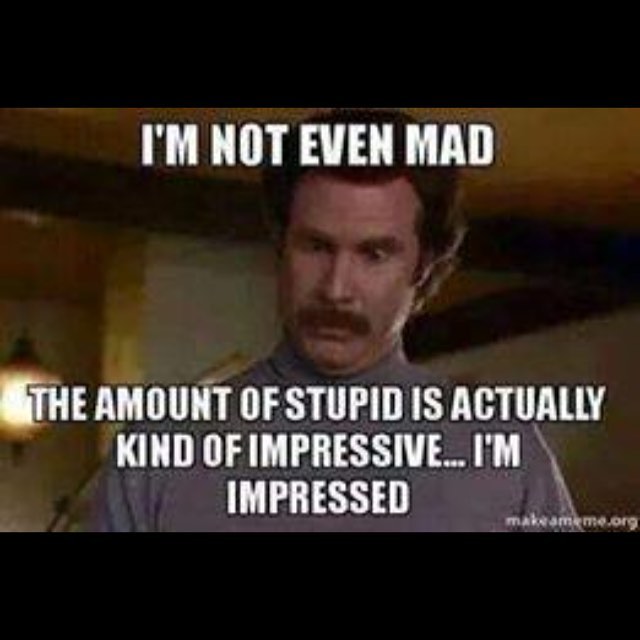 I'M NOT EVEN MAD
THE AMOUNT OF STUPID IS ACTUALLY
KIND OF IMPRESSIVE... I'M
IMPRESSED
makeameme.org